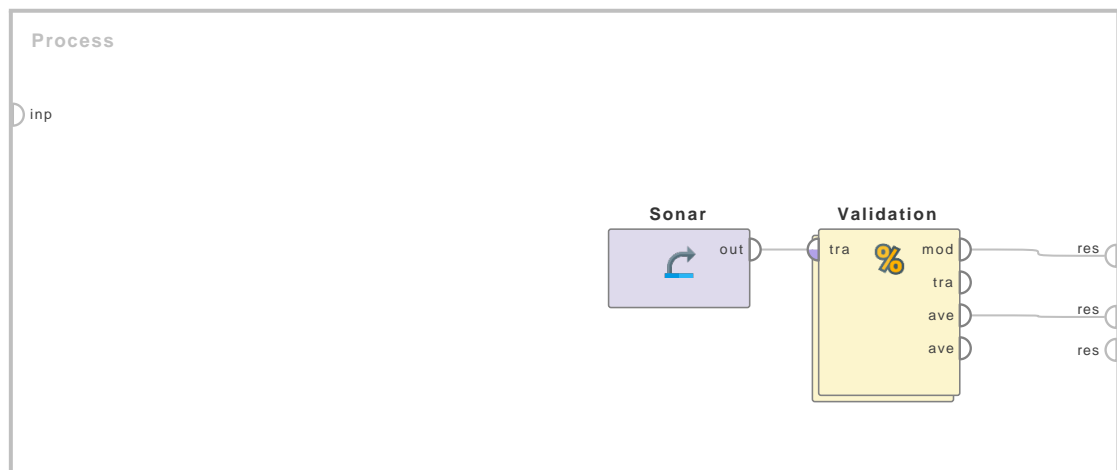 Process
inp
Sonar
Validation
out
tra
%
mod
res
tra
ave
res
ave
res